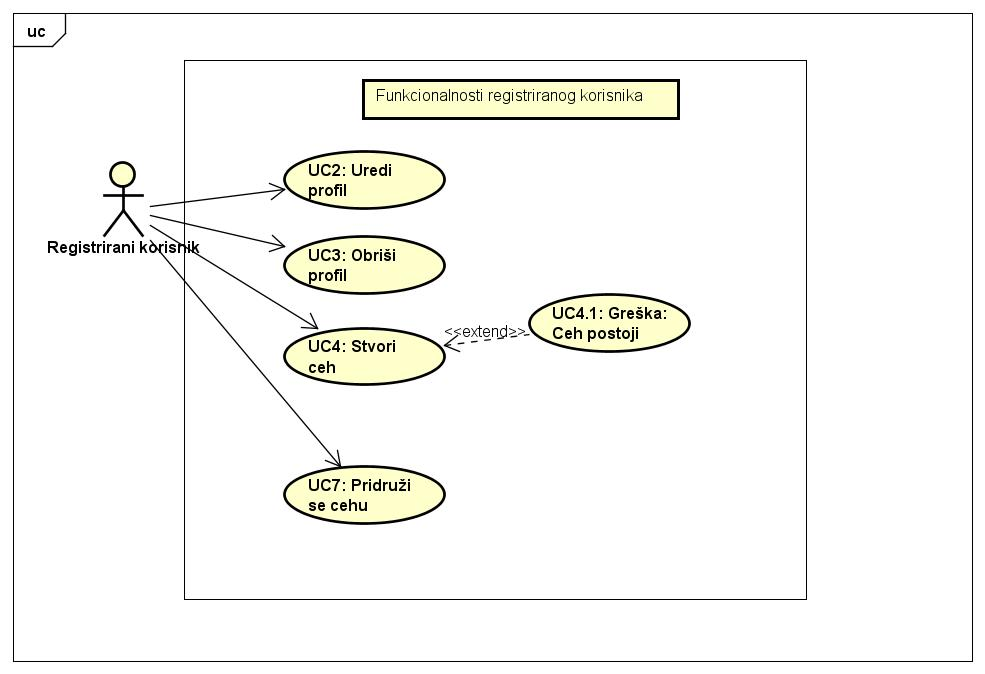 uc
Funkcionalnosti registriranog korisnika
UC2: Uredi
profil
Registrirani korisnik
UC3: Obriši
profil
UC4.1: Greška:
Ceh postoji
<<extend>>
UC4: Stvori
ceh
UC7: Pridruži
se cehu